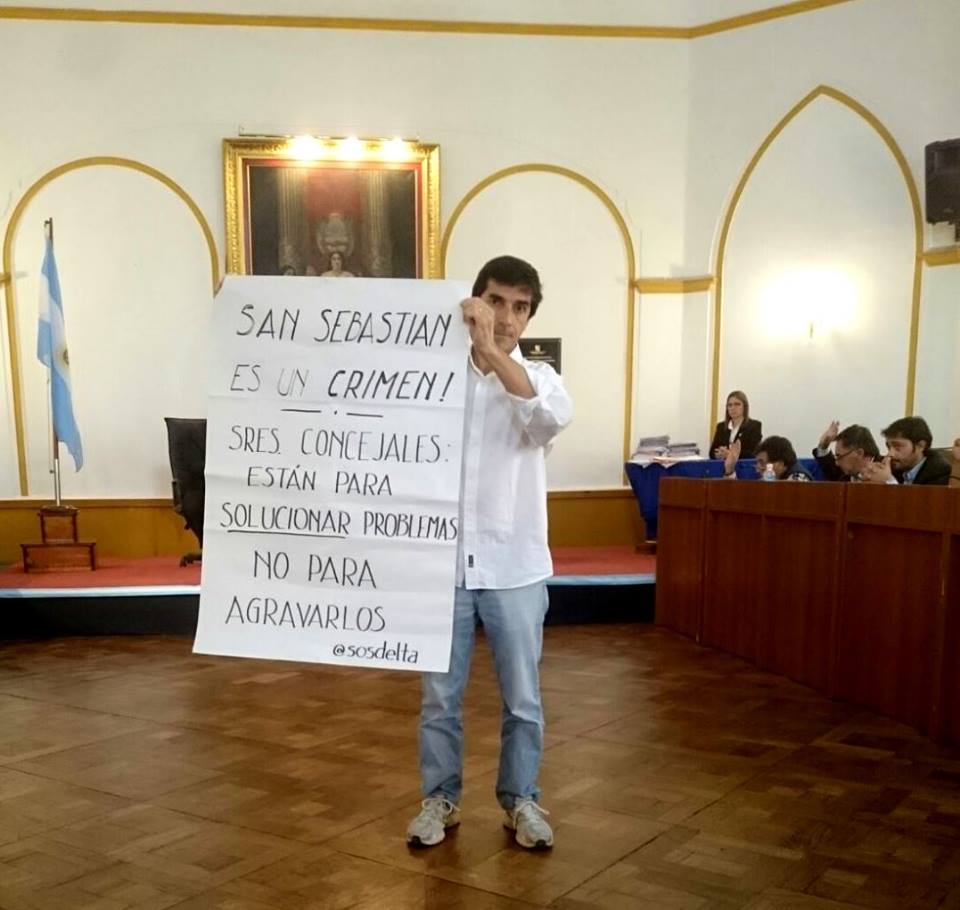 SAN SEBASTIAN
ES UN CRIMEN!
SRES. CONCEJALES:
ESTÁN PARA
SOLUCIONAR PROBLEMAS
NO PARA
AGRAVARLOS
@sosdelta